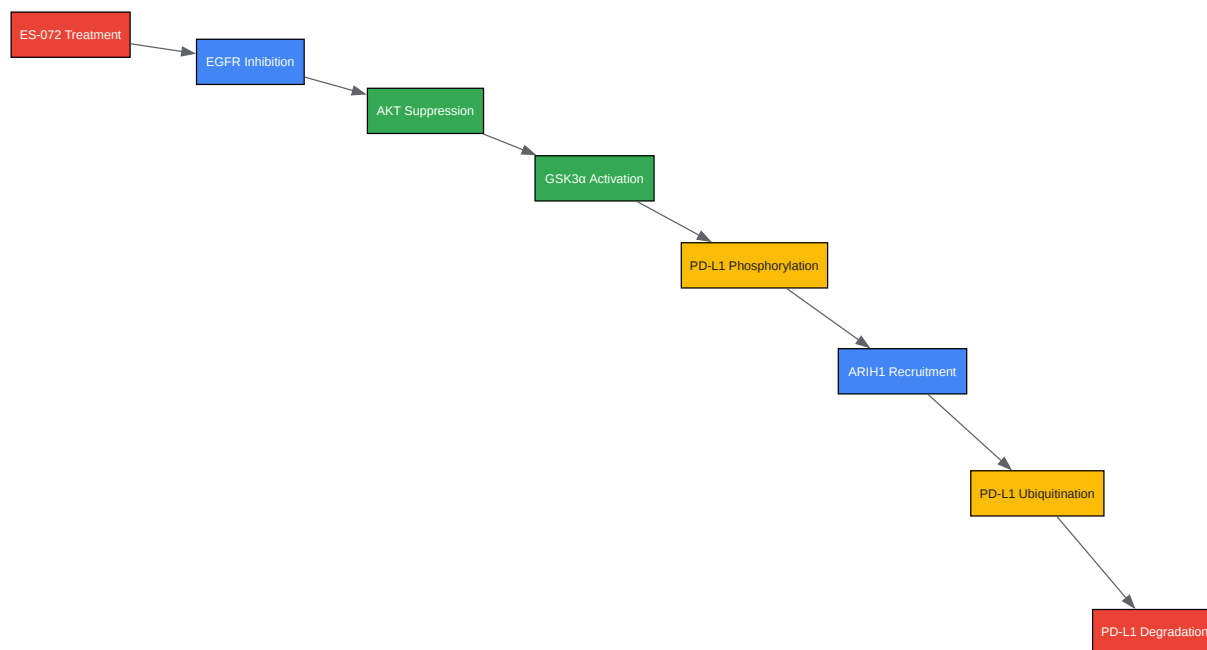 ES-072 Treatment
EGFR Inhibition
AKT Suppression
GSK3α Activation
PD-L1 Phosphorylation
ARIH1 Recruitment
PD-L1 Ubiquitination
PD-L1 Degradation